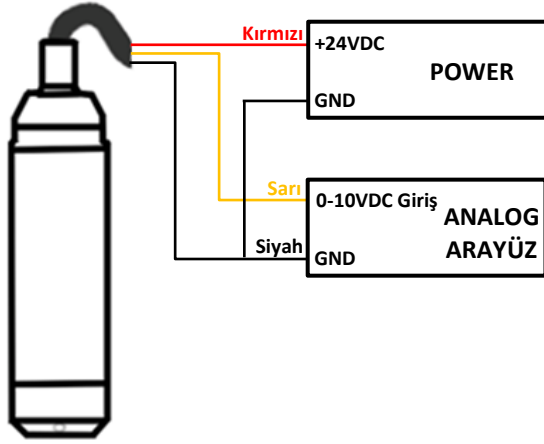 Kırmızı
+24VDC
POWER
GND
Sarı
0-10VDC Giriş
ANALOG
ARAYÜZ
Siyah
GND